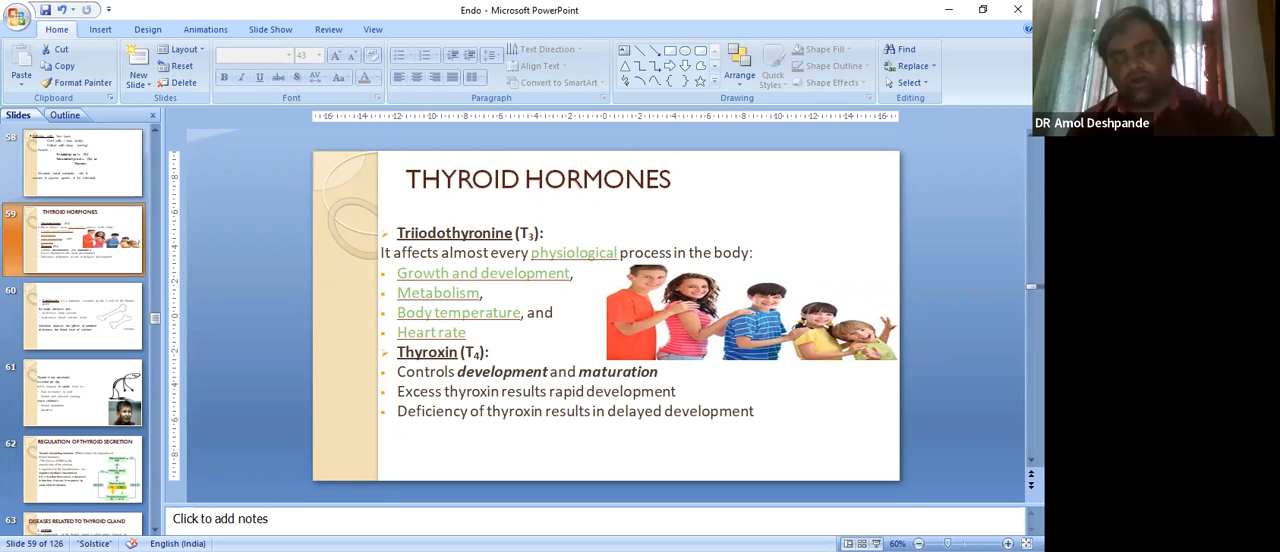 Endo - Microsoft PowerPoint
Home Insert Design Animations Slide Show Review View
Paste
Cut
Copy
Format Painter
Clipboard
New Slide
Layout
Reset
Delete
Slides
43
Font
Paragraph
Text Direction
Align Text
Convert to SmartArt
Arrange
Quick Styles
Shape Fill
Shape Outline
Shape Effects
Drawing
Find
Replace
Select
Editing
DR Amol Deshpande
Slides Outline
58
59
THYROID HORMONES
60
61
62
REGULATION OF THYROID SECRETION
63
DISEASES RELATED TO THYROID GLAND
THYROID HORMONES
Triiodothyronine (T3):
It affects almost every physiological process in the body:
Growth and development,
Metabolism,
Body temperature, and
Heart rate
Thyroxin (T4):
Controls development and maturation
Excess thyroxin results rapid development
Deficiency of thyroxin results in delayed development
Click to add notes
Slide 59 of 126 "Solstice" English (India) 60%